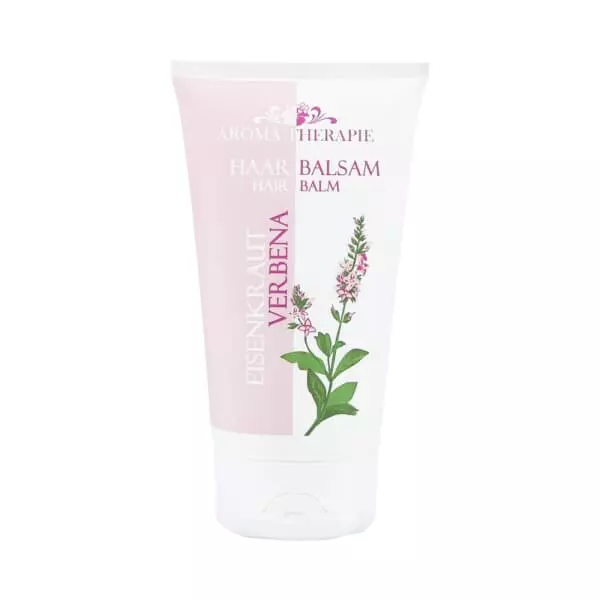 AROMA THERAPIE
HAAR BALSAM
HAIR BALM
EISENKRAUT
VERBENA